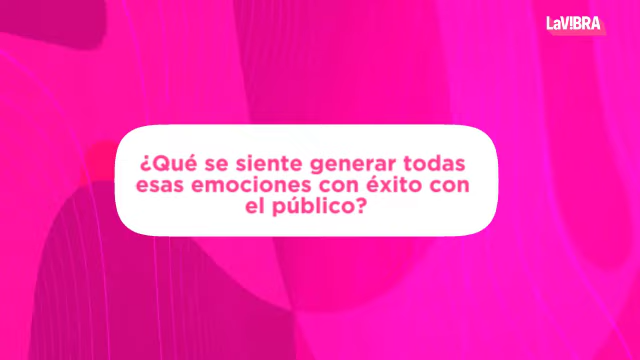 LaVIBRA
¿Qué se siente generar todas
esas emociones con éxito con
el público?